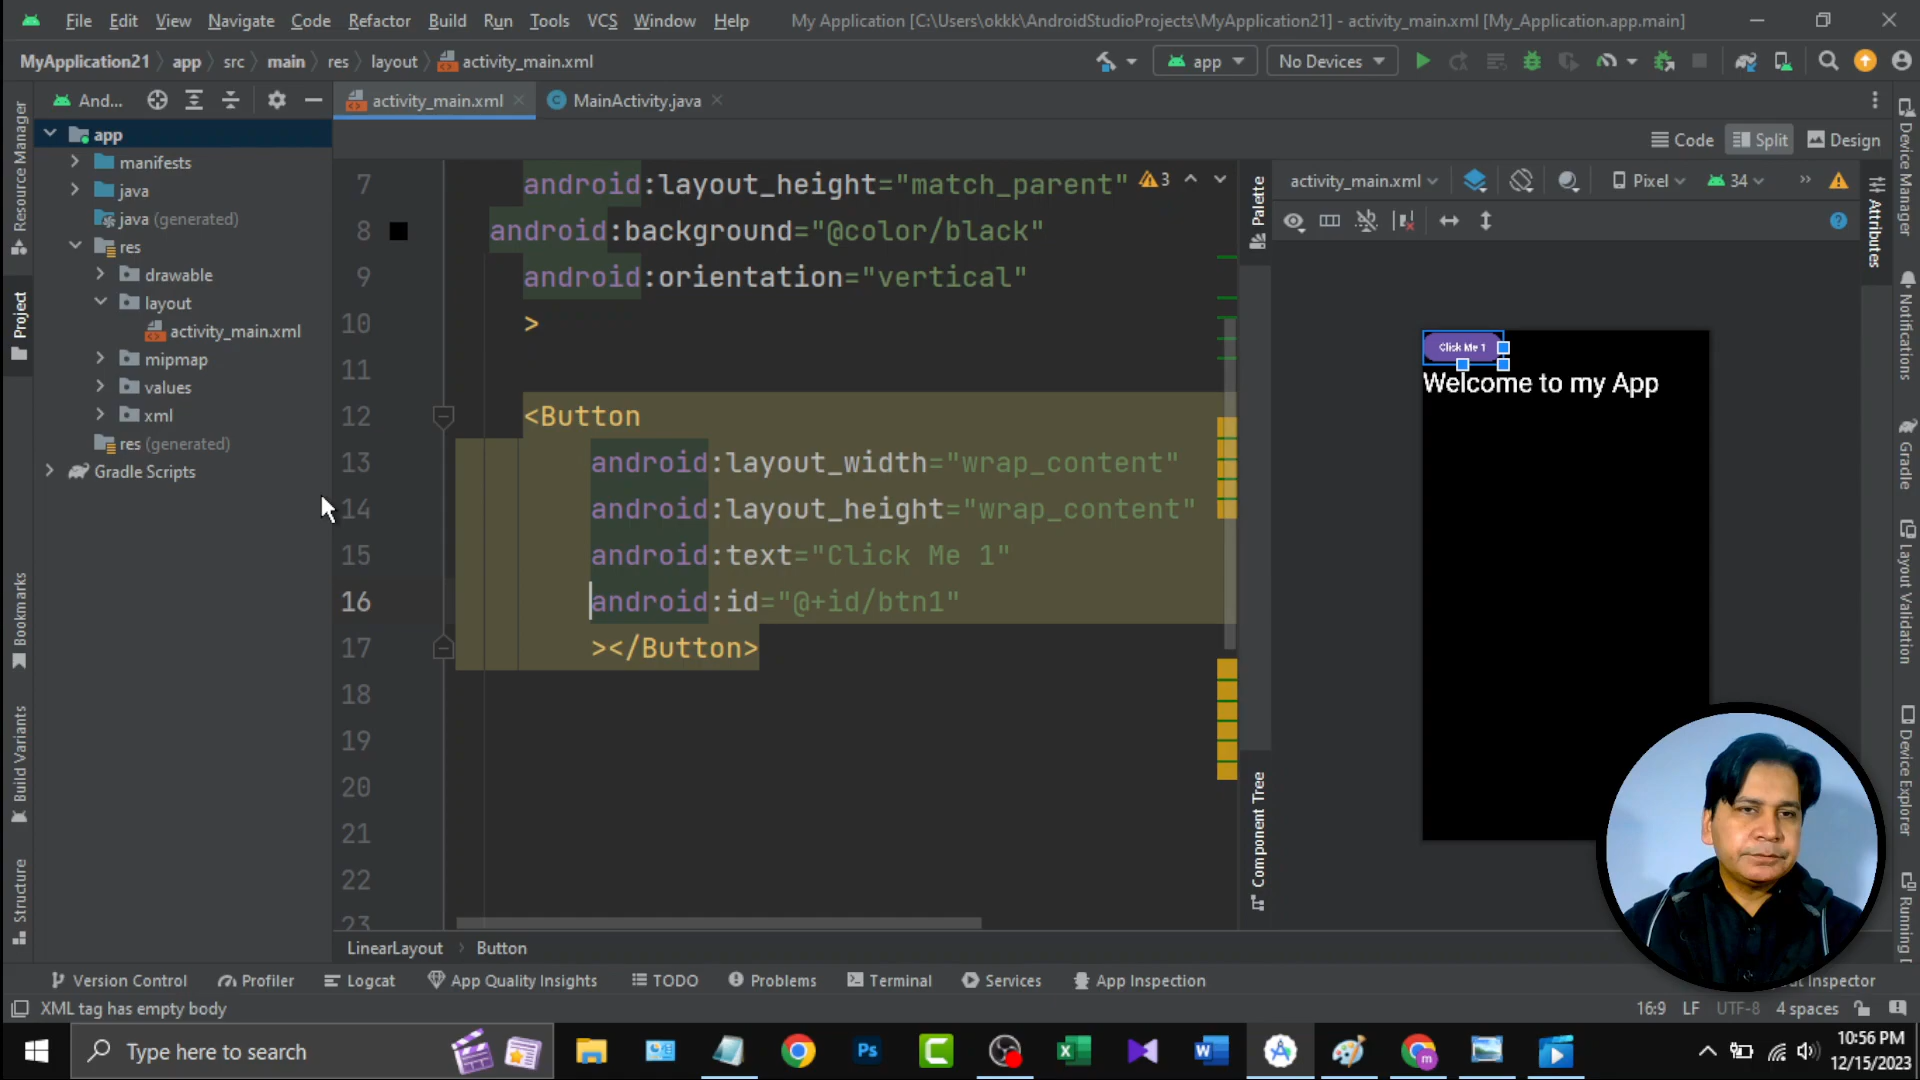 File Edit View Navigate Code Refactor Build Run Tools VCS Window Help My Application [C:\Users\okkk\AndroidStudioProjects\MyApplication21] - activity_main.xml [My_Application.app.main]
MyApplication21 app src main res layout activity_main.xml app No Devices
And... activity_main.xml MainActivity.java
Code Split Design
Resource Manager
Project
Bookmarks
Build Variants
Structure
app
manifests
java
java (generated)
res
drawable
layout
activity_main.xml
mipmap
values
xml
res (generated)
Gradle Scripts
7 android:layout_height="match_parent" 3
8 android:background="@color/black"
9 android:orientation="vertical"
10 >
11
12 <Button
13 android:layout_width="wrap_content"
14 android:layout_height="wrap_content"
15 android:text="Click Me 1"
16 android:id="@+id/btn1"
17 ></Button>
18
19
20
21
22
23
Palette
Component Tree
activity_main.xml Pixel 34
Click Me 1
Welcome to my App
Attributes
Device Manager
Notifications
Gradle
Layout Validation
Device Explorer
Running
LinearLayout Button
Version Control Profiler Logcat App Quality Insights TODO Problems Terminal Services App Inspection
Inspector
XML tag has empty body 16:9 LF UTF-8 4 spaces
Type here to search
Ps
10:56 PM
12/15/2023